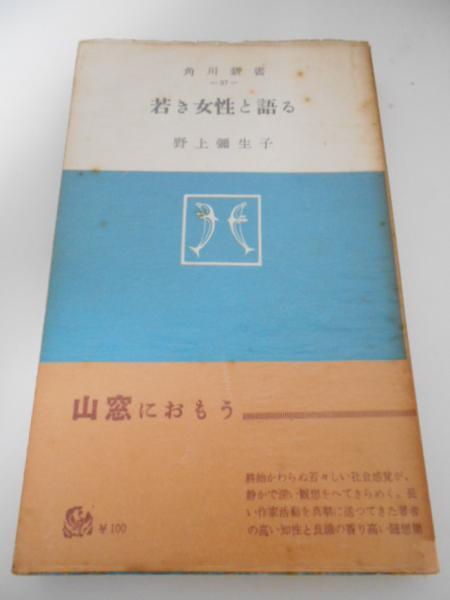 角川新書
—87—
若き女性と語る
野上彌生子
山窓におもう
終始かわらぬ若々しい社会感覚が、
静かで深い観想をへてきらめく。長
い作家活動を真摯に送つてきた著者
の高い知性と良識の香り高い随想集
¥100